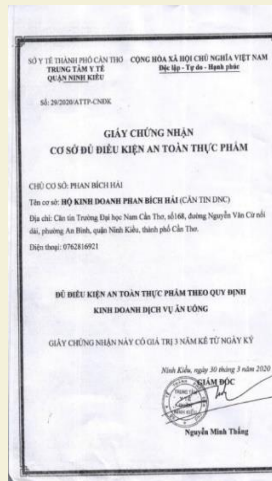 SỞ Y TẾ THÀNH PHỐ CẦN THƠ
TRUNG TÂM Y TẾ
QUẬN NINH KIỀU
CỘNG HÒA XÃ HỘI CHỦ NGHĨA VIỆT NAM
Độc lập - Tự do - Hạnh phúc
Số: 29/2020/ATTP-CNĐK
GIẤY CHỨNG NHẬN
CƠ SỞ ĐỦ ĐIỀU KIỆN AN TOÀN THỰC PHẨM
CHỦ CƠ SỞ: PHAN BÍCH HẢI
Tên cơ sở: HỘ KINH DOANH PHAN BÍCH HẢI (CĂN TIN DNC)
Địa chỉ: Căn tin Trường Đại học Nam Cần Thơ, số168, đường Nguyễn Văn Cừ nối
dài, phường An Bình, quận Ninh Kiều, thành phố Cần Thơ.
Điện thoại: 0762816921
ĐỦ ĐIỀU KIỆN AN TOÀN THỰC PHẨM THEO QUY ĐỊNH
KINH DOANH DỊCH VỤ ĂN UỐNG
GIẤY CHỨNG NHẬN NÀY CÓ GIÁ TRỊ 3 NĂM KỂ TỪ NGÀY KÝ
Ninh Kiều, ngày 30 tháng 3 năm 2020
GIÁM ĐỐC
TRUNG TÂM
Y TẾ
QUẬN
NINH KIỀU
Nguyễn Minh Thắng